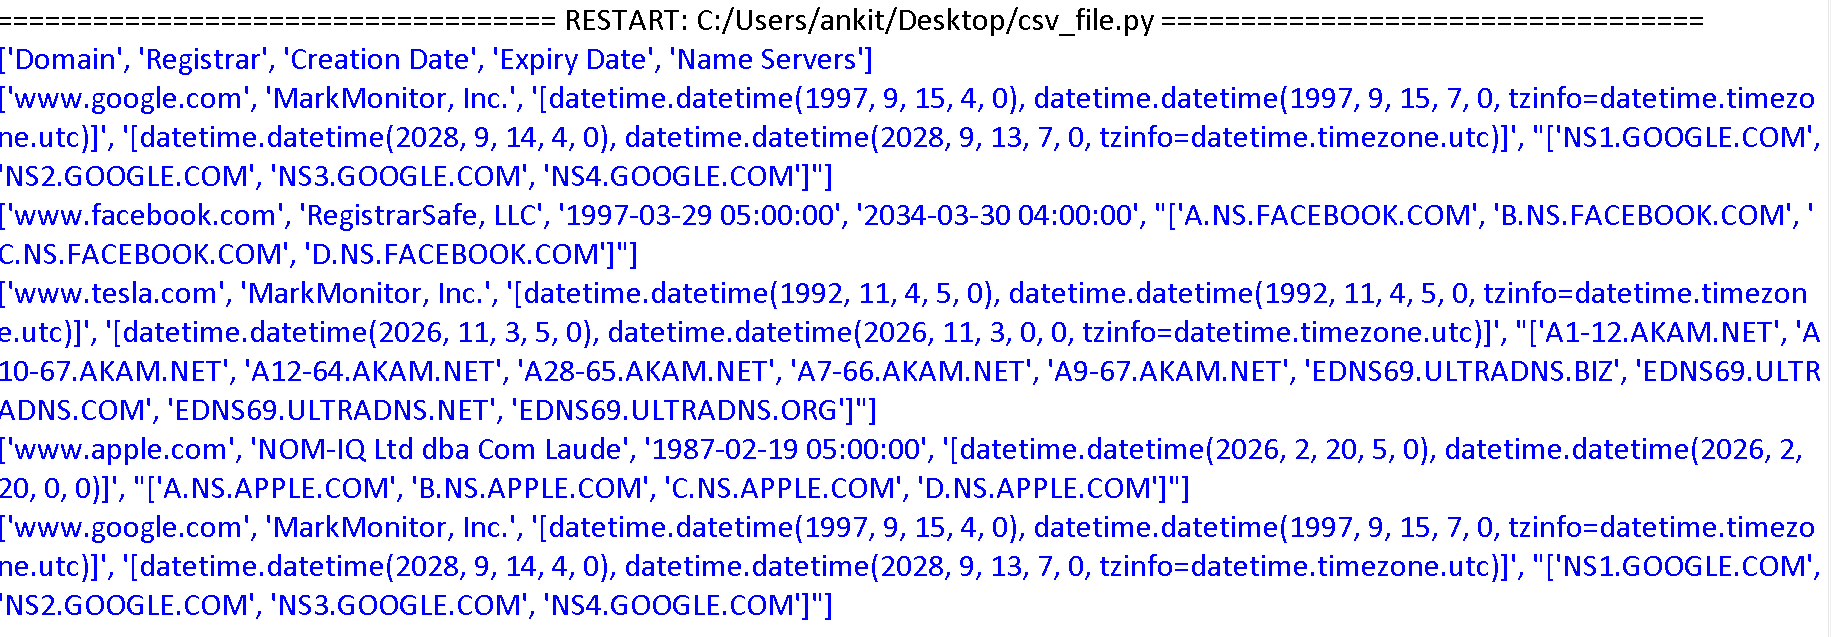 =================================== RESTART: C:/Users/ankit/Desktop/csv_file.py ==================================
['Domain', 'Registrar', 'Creation Date', 'Expiry Date', 'Name Servers']
['www.google.com', 'MarkMonitor, Inc.', '[datetime.datetime(1997, 9, 15, 4, 0), datetime.datetime(1997, 9, 15, 7, 0, tzinfo=datetime.timezo
ne.utc)]', '[datetime.datetime(2028, 9, 14, 4, 0), datetime.datetime(2028, 9, 13, 7, 0, tzinfo=datetime.timezone.utc)]', "['NS1.GOOGLE.COM',
'NS2.GOOGLE.COM', 'NS3.GOOGLE.COM', 'NS4.GOOGLE.COM']"]
['www.facebook.com', 'RegistrarSafe, LLC', '1997-03-29 05:00:00', '2034-03-30 04:00:00', "['A.NS.FACEBOOK.COM', 'B.NS.FACEBOOK.COM', '
C.NS.FACEBOOK.COM', 'D.NS.FACEBOOK.COM']"]
['www.tesla.com', 'MarkMonitor, Inc.', '[datetime.datetime(1992, 11, 4, 5, 0), datetime.datetime(1992, 11, 4, 5, 0, tzinfo=datetime.timezon
e.utc)]', '[datetime.datetime(2026, 11, 3, 5, 0), datetime.datetime(2026, 11, 3, 0, 0, tzinfo=datetime.timezone.utc)]', "['A1-12.AKAM.NET', 'A
10-67.AKAM.NET', 'A12-64.AKAM.NET', 'A28-65.AKAM.NET', 'A7-66.AKAM.NET', 'A9-67.AKAM.NET', 'EDNS69.ULTRADNS.BIZ', 'EDNS69.ULTR
ADNS.COM', 'EDNS69.ULTRADNS.NET', 'EDNS69.ULTRADNS.ORG']"]
['www.apple.com', 'NOM-IQ Ltd dba Com Laude', '1987-02-19 05:00:00', '[datetime.datetime(2026, 2, 20, 5, 0), datetime.datetime(2026, 2,
20, 0, 0)]', "['A.NS.APPLE.COM', 'B.NS.APPLE.COM', 'C.NS.APPLE.COM', 'D.NS.APPLE.COM']"]
['www.google.com', 'MarkMonitor, Inc.', '[datetime.datetime(1997, 9, 15, 4, 0), datetime.datetime(1997, 9, 15, 7, 0, tzinfo=datetime.timezo
ne.utc)]', '[datetime.datetime(2028, 9, 14, 4, 0), datetime.datetime(2028, 9, 13, 7, 0, tzinfo=datetime.timezone.utc)]', "['NS1.GOOGLE.COM',
'NS2.GOOGLE.COM', 'NS3.GOOGLE.COM', 'NS4.GOOGLE.COM']"]